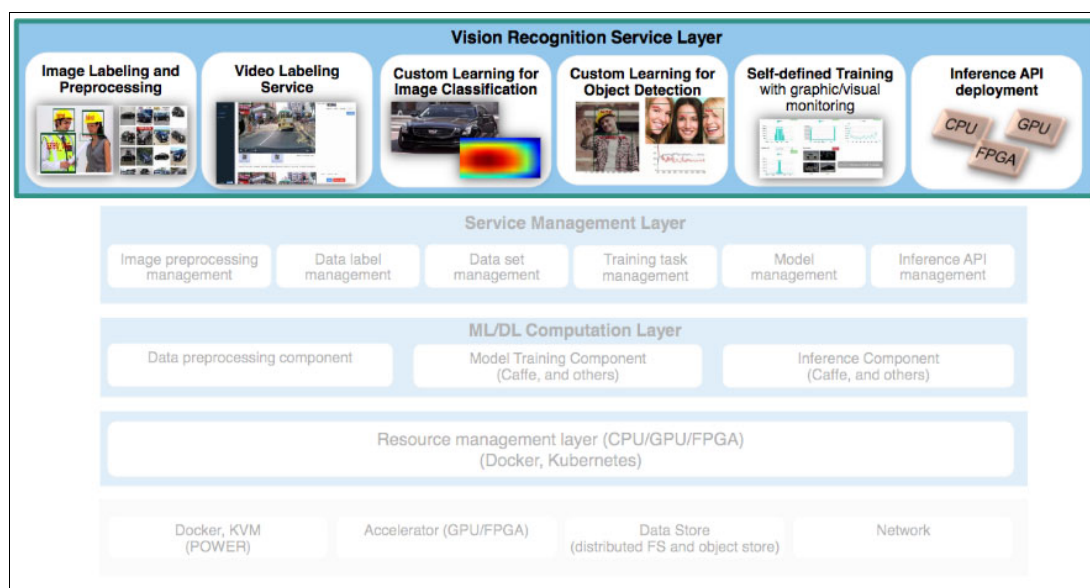 Vision Recognition Service Layer
Image Labeling and
Preprocessing
Video Labeling
Service
Custom Learning for
Image Classification
Custom Learning for
Object Detection
Self-defined Training
with graphic/visual
monitoring
Inference API
deployment
CPU
GPU
FPGA
Service Management Layer
Image preprocessing
management
Data label
management
Data set
management
Training task
management
Model
management
Inference API
management
ML/DL Computation Layer
Data preprocessing component
Model Training Component
(Caffe, and others)
Inference Component
(Caffe, and others)
Resource management layer (CPU/GPU/FPGA)
(Docker, Kubernetes)
Docker, KVM
(POWER)
Accelerator (GPU/FPGA)
Data Store
(distributed FS and object store)
Network